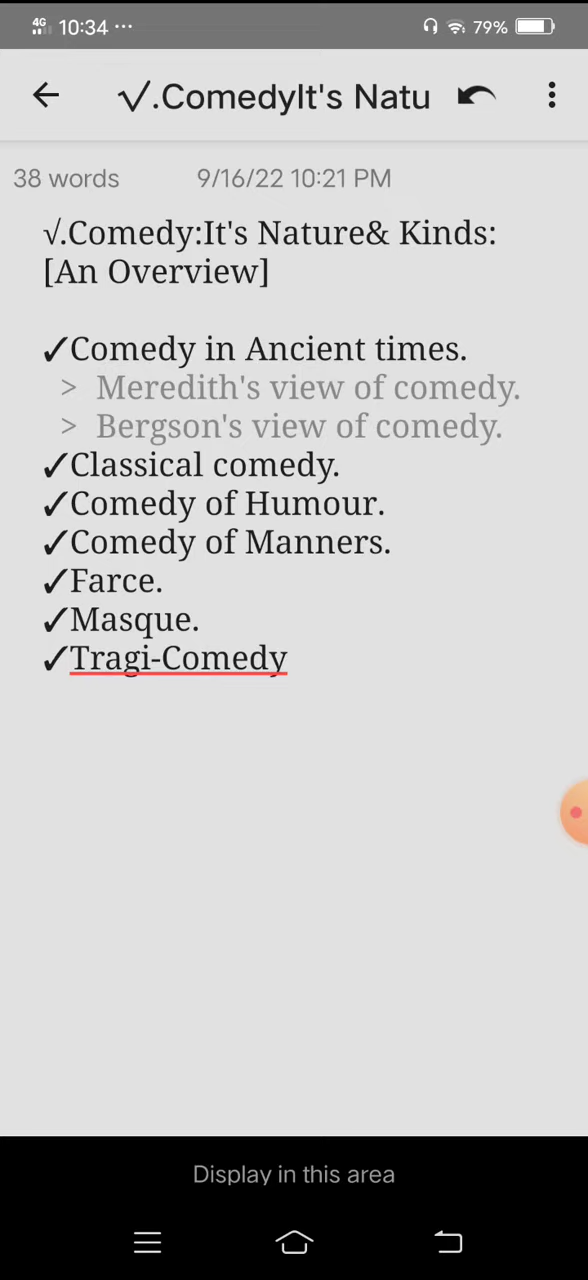 4G 10:34 ··· 79%
√.ComedyIt's Natu
38 words 9/16/22 10:21 PM
√.Comedy:It's Nature& Kinds:
[An Overview]
✓Comedy in Ancient times.
> Meredith's view of comedy.
> Bergson's view of comedy.
✓Classical comedy.
✓Comedy of Humour.
✓Comedy of Manners.
✓Farce.
✓Masque.
✓Tragi-Comedy
Display in this area